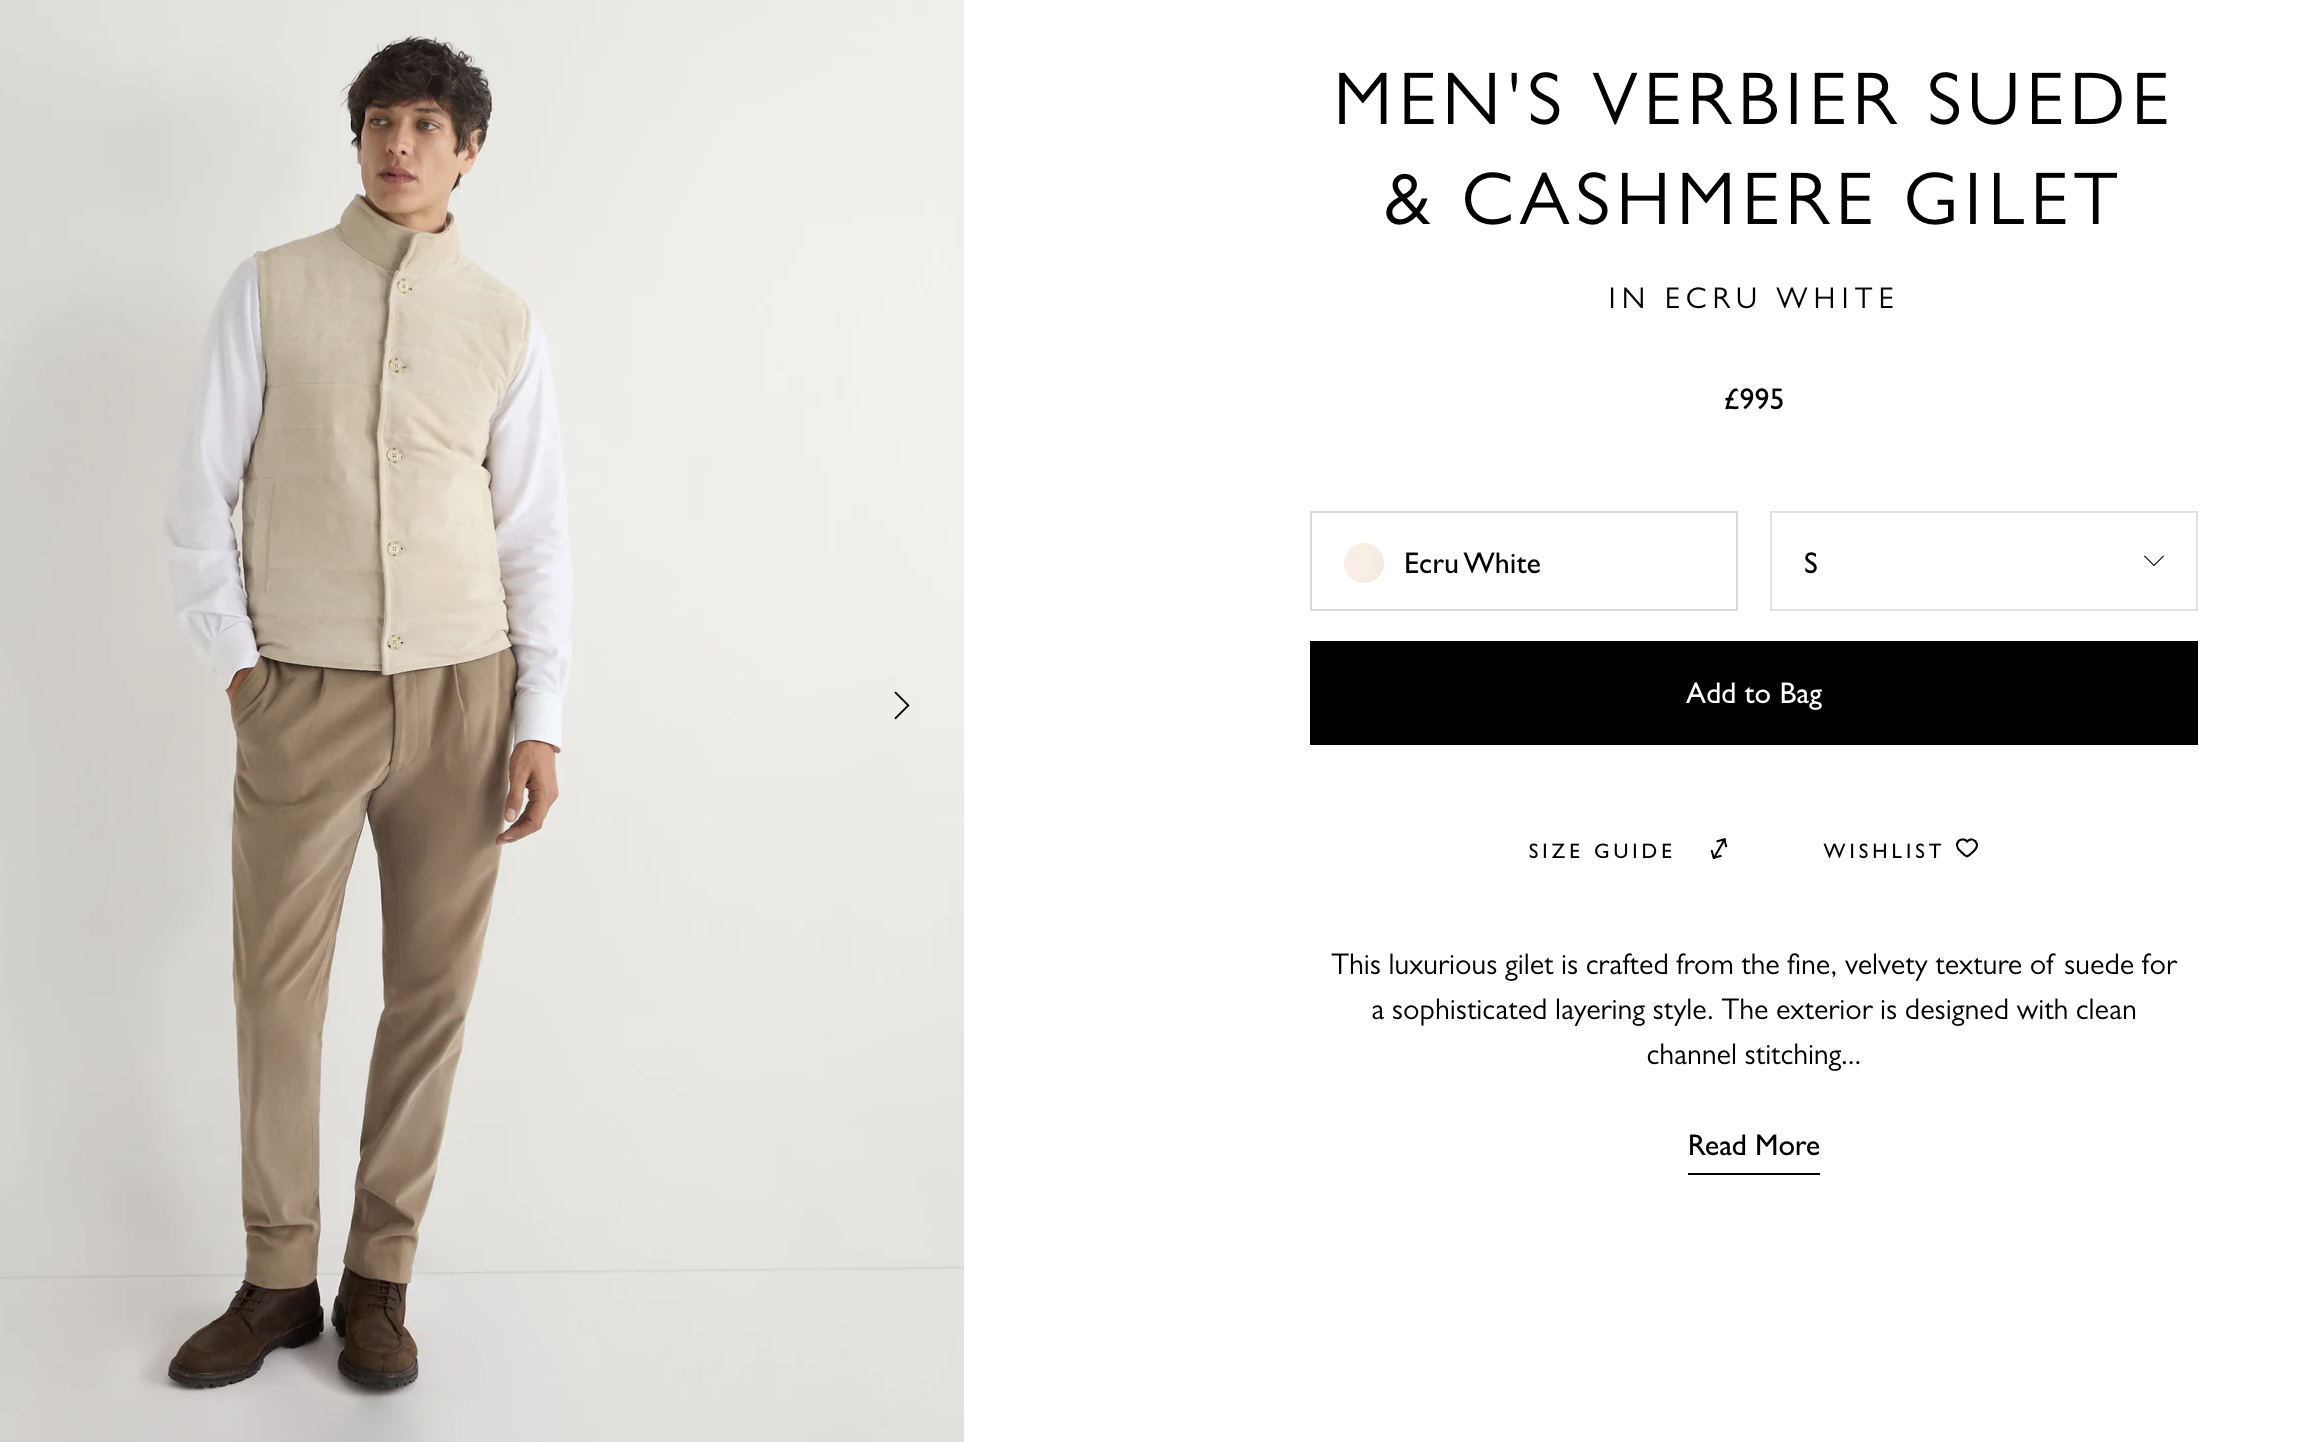 MEN'S VERBIER SUEDE
& CASHMERE GILET
IN ECRU WHITE
£995
Ecru White
S
Add to Bag
SIZE GUIDE
WISHLIST
This luxurious gilet is crafted from the fine, velvety texture of suede for
a sophisticated layering style. The exterior is designed with clean
channel stitching...
Read More